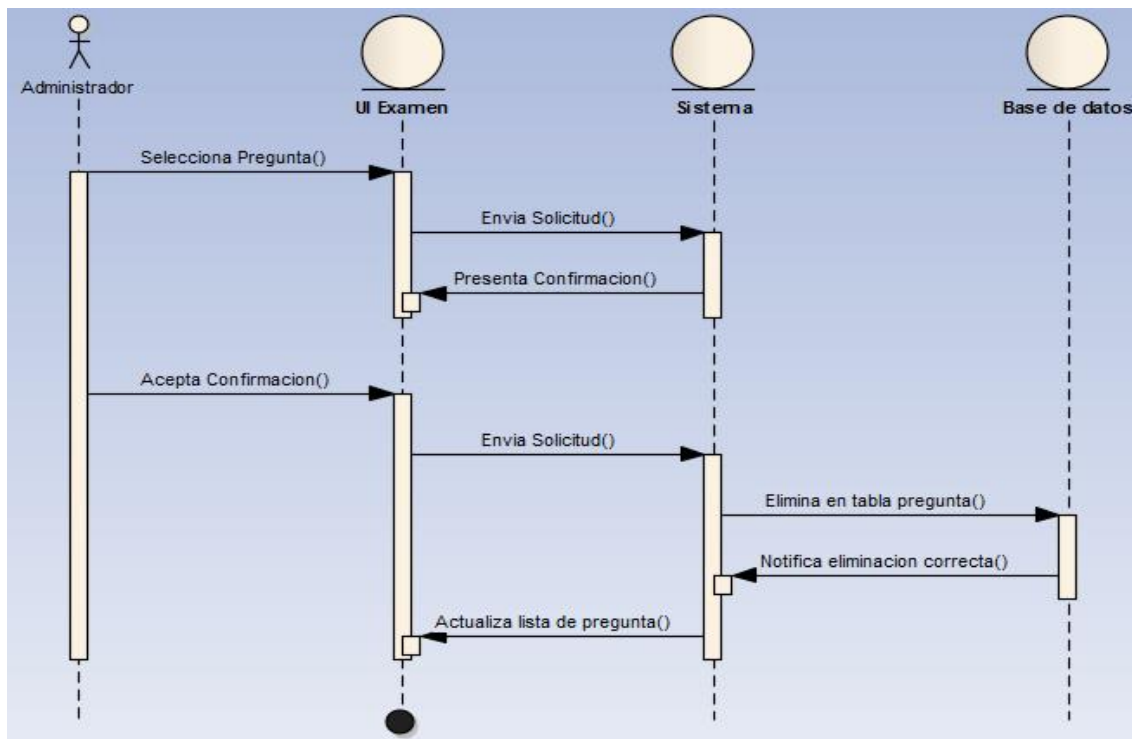 Administrador
UI Examen
Sistema
Base de datos
Selecciona Pregunta()
Envia Solicitud()
Presenta Confirmacion()
Acepta Confirmacion()
Envia Solicitud()
Elimina en tabla pregunta()
Notifica eliminacion correcta()
Actualiza lista de pregunta()